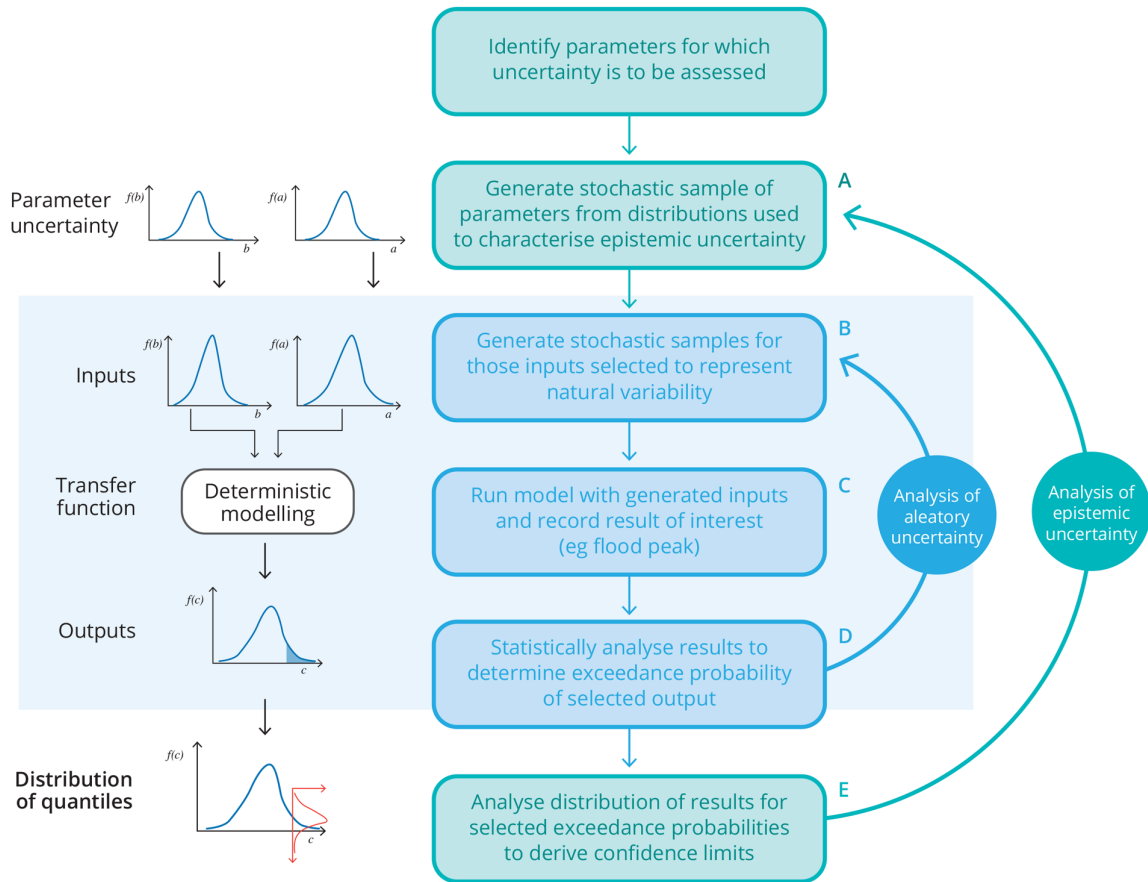 Identify parameters for which
uncertainty is to be assessed
Parameter
uncertainty
f(b)
b
f(a)
a
Generate stochastic sample of
parameters from distributions used
to characterise epistemic uncertainty
A
Inputs
f(b)
b
f(a)
a
Generate stochastic samples for
those inputs selected to represent
natural variability
B
Transfer
function
Deterministic
modelling
Run model with generated inputs
and record result of interest
(eg flood peak)
C
Analysis of
aleatory
uncertainty
Analysis of
epistemic
uncertainty
Outputs
f(c)
c
Statistically analyse results to
determine exceedance probability
of selected output
D
Distribution
of quantiles
f(c)
c
Analyse distribution of results for
selected exceedance probabilities
to derive confidence limits
E